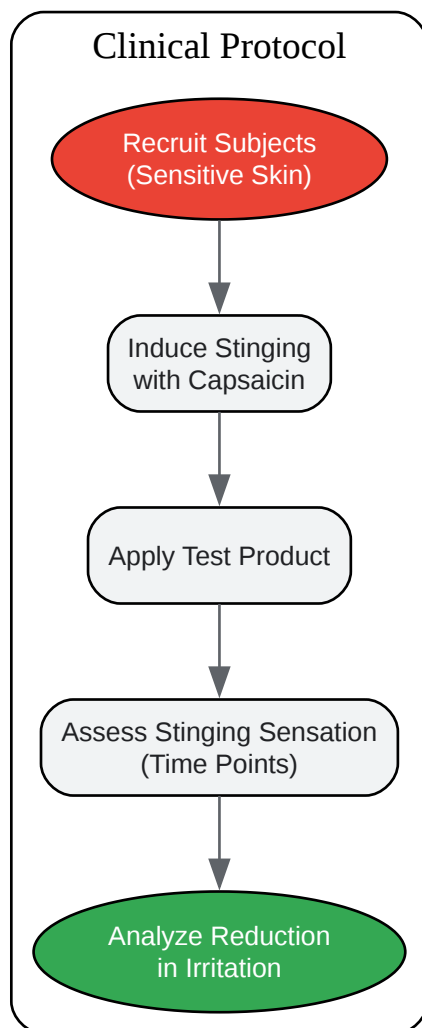 Clinical Protocol
Recruit Subjects
(Sensitive Skin)
Induce Stinging
with Capsaicin
Apply Test Product
Assess Stinging Sensation
(Time Points)
Analyze Reduction
in Irritation